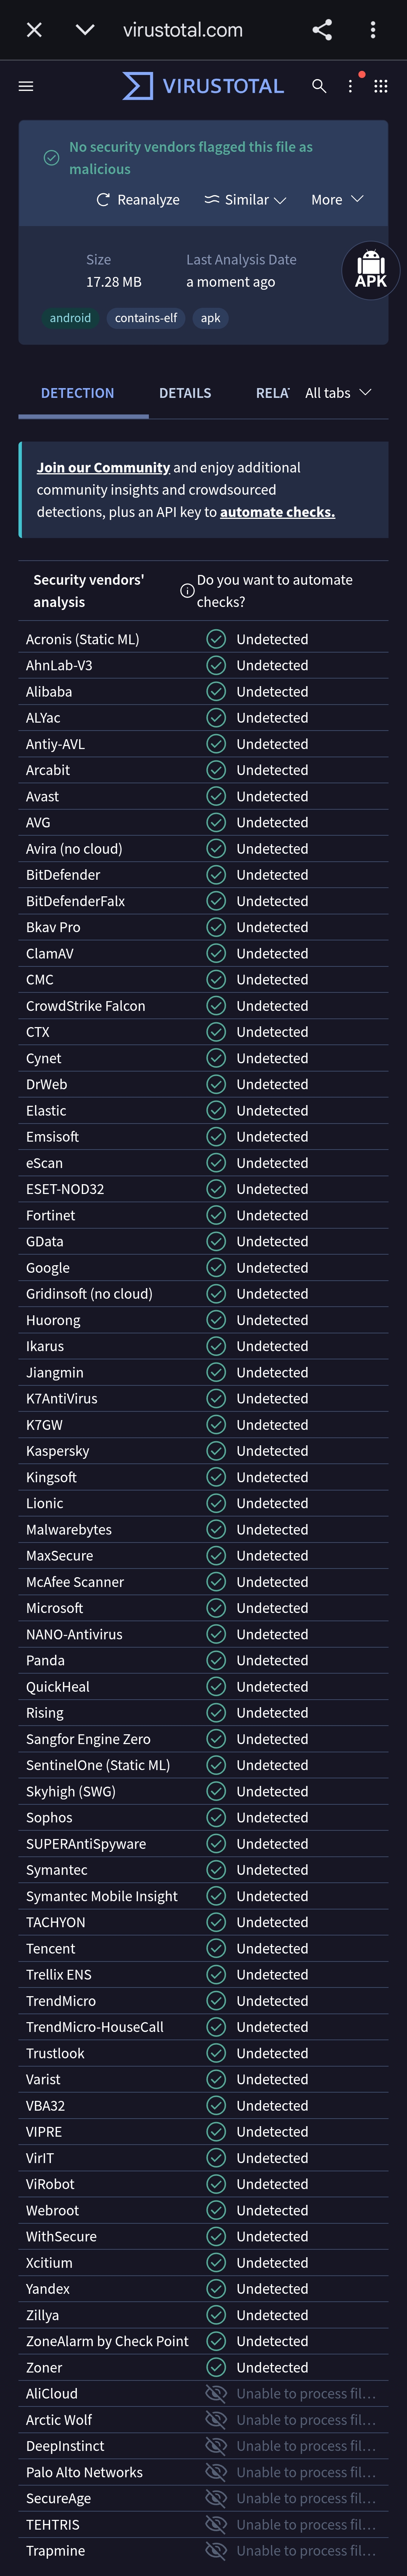 virustotal.com
VIRUSTOTAL
No security vendors flagged this file as
malicious
Reanalyze
Similar
More
Size
17.28 MB
Last Analysis Date
a moment ago
APK
android
contains-elf
apk
DETECTION
DETAILS
RELA
All tabs
Join our Community and enjoy additional
community insights and crowdsourced
detections, plus an API key to automate checks.
Security vendors'
analysis
Do you want to automate
checks?
Acronis (Static ML) Undetected
AhnLab-V3 Undetected
Alibaba Undetected
ALYac Undetected
Antiy-AVL Undetected
Arcabit Undetected
Avast Undetected
AVG Undetected
Avira (no cloud) Undetected
BitDefender Undetected
BitDefenderFalx Undetected
Bkav Pro Undetected
ClamAV Undetected
CMC Undetected
CrowdStrike Falcon Undetected
CTX Undetected
Cynet Undetected
DrWeb Undetected
Elastic Undetected
Emsisoft Undetected
eScan Undetected
ESET-NOD32 Undetected
Fortinet Undetected
GData Undetected
Google Undetected
Gridinsoft (no cloud) Undetected
Huorong Undetected
Ikarus Undetected
Jiangmin Undetected
K7AntiVirus Undetected
K7GW Undetected
Kaspersky Undetected
Kingsoft Undetected
Lionic Undetected
Malwarebytes Undetected
MaxSecure Undetected
McAfee Scanner Undetected
Microsoft Undetected
NANO-Antivirus Undetected
Panda Undetected
QuickHeal Undetected
Rising Undetected
Sangfor Engine Zero Undetected
SentinelOne (Static ML) Undetected
Skyhigh (SWG) Undetected
Sophos Undetected
SUPERAntiSpyware Undetected
Symantec Undetected
Symantec Mobile Insight Undetected
TACHYON Undetected
Tencent Undetected
Trellix ENS Undetected
TrendMicro Undetected
TrendMicro-HouseCall Undetected
Trustlook Undetected
Varist Undetected
VBA32 Undetected
VIPRE Undetected
VirIT Undetected
ViRobot Undetected
Webroot Undetected
WithSecure Undetected
Xcitium Undetected
Yandex Undetected
Zillya Undetected
ZoneAlarm by Check Point Undetected
Zoner Undetected
AliCloud Unable to process fil...
Arctic Wolf Unable to process fil...
DeepInstinct Unable to process fil...
Palo Alto Networks Unable to process fil...
SecureAge Unable to process fil...
TEHTRIS Unable to process fil...
Trapmine Unable to process fil...